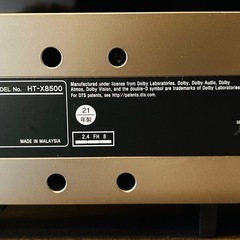 DEL No. HT-X8500
Manufactured under license from Dolby Laboratories. Dolby, Dolby Audio, Dolby
Atmos, Dolby Vision, and the double-D symbol are trademarks of Dolby Laboratories
For DTS patents, see http://patents.dts.com.
21
年製
2.4 FH 8
MADE IN MALAYSIA